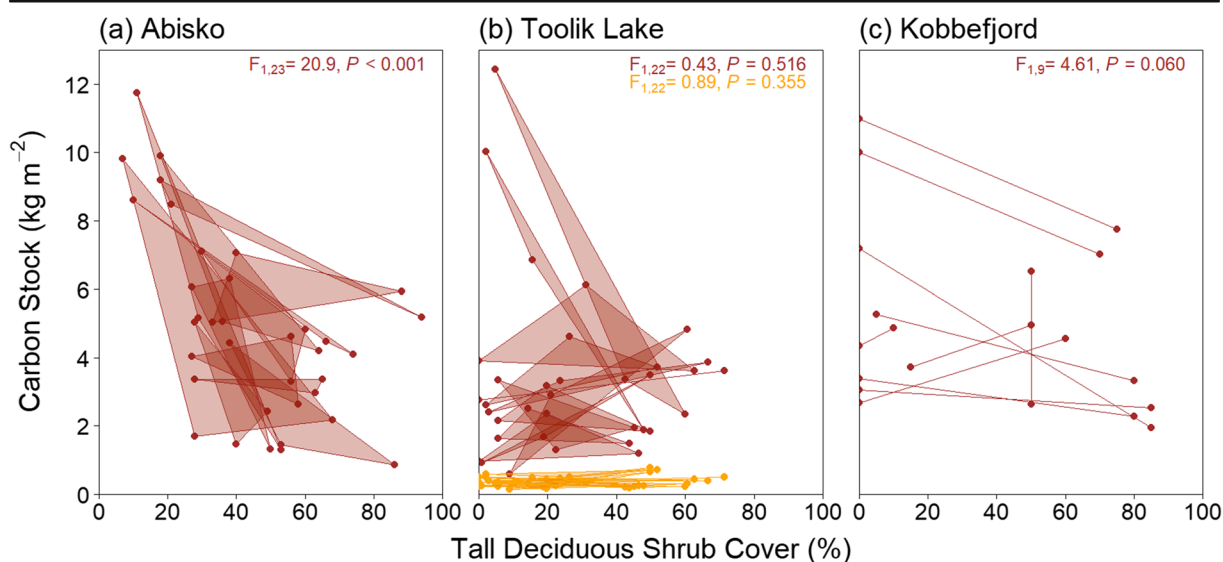 (a) Abisko
(b) Toolik Lake
(c) Kobbefjord
F1,23= 20.9, P < 0.001
F1,22= 0.43, P = 0.516
F1,22= 0.89, P = 0.355
F1,9= 4.61, P = 0.060
Carbon Stock (kg m−2)
12
10
8
6
4
2
0
0 20 40 60 80 100
0 20 40 60 80 100
0 20 40 60 80 100
Tall Deciduous Shrub Cover (%)